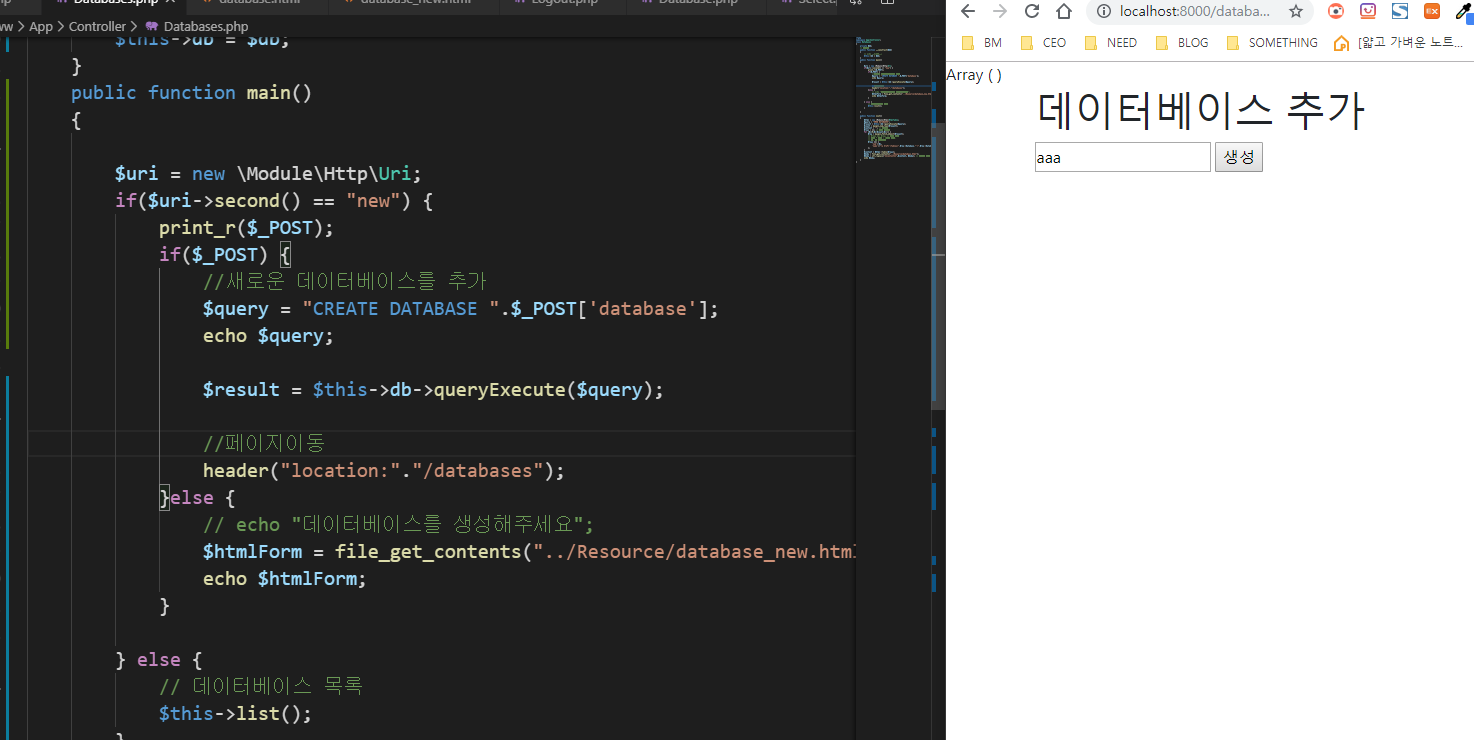 Databases.php
database.html
database_new.html
Logout.php
Database.php
Select.
ww > App > Controller > Databases.php
$this->db = $db;
}
public function main()
{
$uri = new \Module\Http\Uri;
if($uri->second() == "new") {
print_r($_POST);
if($_POST) {
//새로운 데이터베이스를 추가
$query = "CREATE DATABASE ".$_POST['database'];
echo $query;
$result = $this->db->queryExecute($query);
//페이지이동
header("location:"."/databases");
}else {
// echo "데이터베이스를 생성해주세요";
$htmlForm = file_get_contents("../Resource/database_new.html
echo $htmlForm;
}
} else {
// 데이터베이스 목록
$this->list();
}
localhost:8000/databa...
BM
CEO
NEED
BLOG
SOMETHING
[얇고 가벼운 노트...
Array ( )
데이터베이스 추가
aaa
생성